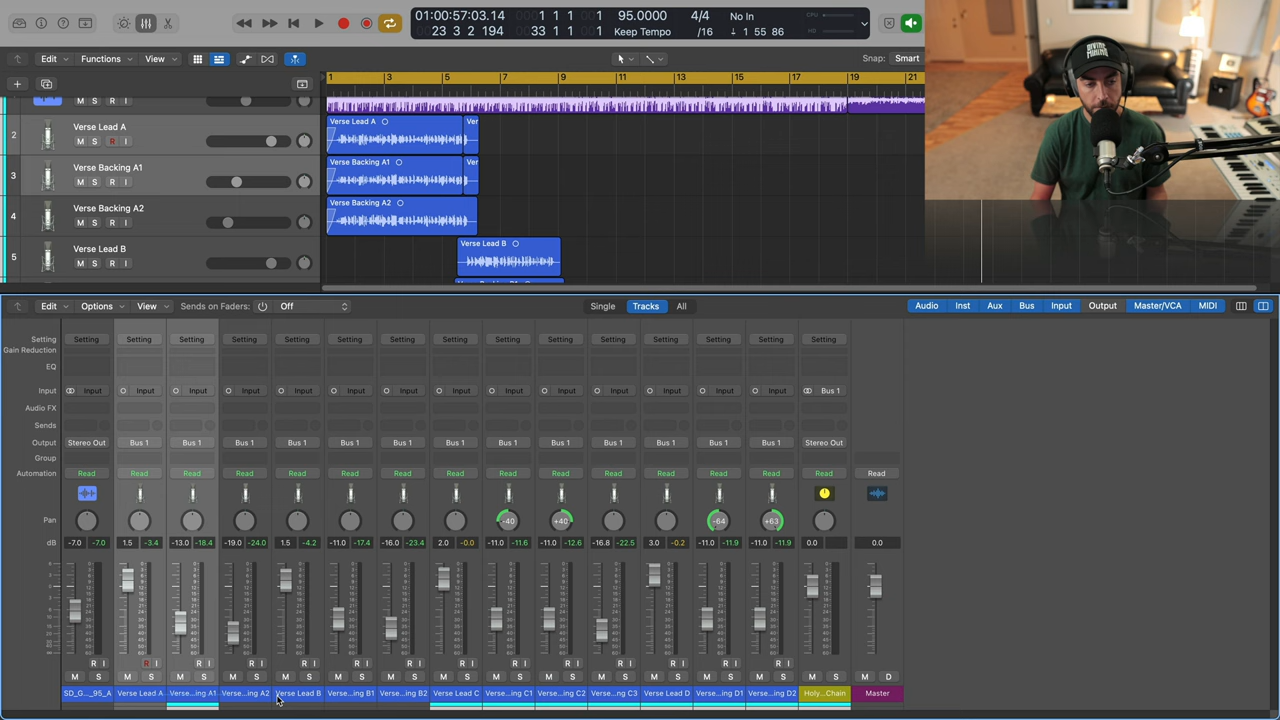 01:00:57:03.14 1 1 1 95.0000 4/4 No In CPU
23 3 2 194 33 1 1 1 Keep Tempo /16 1 55 86 HD
Edit Functions View Snap: Smart
1 3 5 7 9 11 13 15 17 19 21
M S R I
2 Verse Lead A M S R I Verse Lead A Ver
3 Verse Backing A1 M S R I Verse Backing A1 Ver
4 Verse Backing A2 M S R I Verse Backing A2
5 Verse Lead B M S R I Verse Lead B
Edit Options View Sends on Faders: Off Single Tracks All Audio Inst Aux Bus Input Output Master/VCA MIDI
Setting Setting Setting Setting Setting Setting Setting Setting Setting Setting Setting Setting Setting Setting Setting Setting
Gain Reduction
EQ
Input Input Input Input Input Input Input Input Input Input Input Input Input Input Input Bus 1
Audio FX
Sends
Output Stereo Out Bus 1 Bus 1 Bus 1 Bus 1 Bus 1 Bus 1 Bus 1 Bus 1 Bus 1 Bus 1 Bus 1 Bus 1 Bus 1 Stereo Out
Group
Automation Read Read Read Read Read Read Read Read Read Read Read Read Read Read Read Read
Pan -40 +40 -64 +63
dB -7.0 -7.0 1.5 -3.4 -13.0 -18.4 -19.0 -24.0 1.5 -4.2 -11.0 -17.4 -16.0 -23.4 2.0 -0.0 -11.0 -11.6 -11.0 -12.6 -16.8 -22.5 3.0 -0.2 -11.0 -11.9 -11.0 -11.9 0.0 0.0
R I R I R I R I R I R I R I R I R I R I R I R I R I R I
M S M S M S M S M S M S M S M S M S M S M S M S M S M S M S M D
SD_G..._95_A Verse Lead A Verse...ing A1 Verse...ing A2 Verse Lead B Verse...ing B1 Verse...ing B2 Verse Lead C Verse...ing C1 Verse...ing C2 Verse...ing C3 Verse Lead D Verse...ing D1 Verse...ing D2 Holy...Chain Master